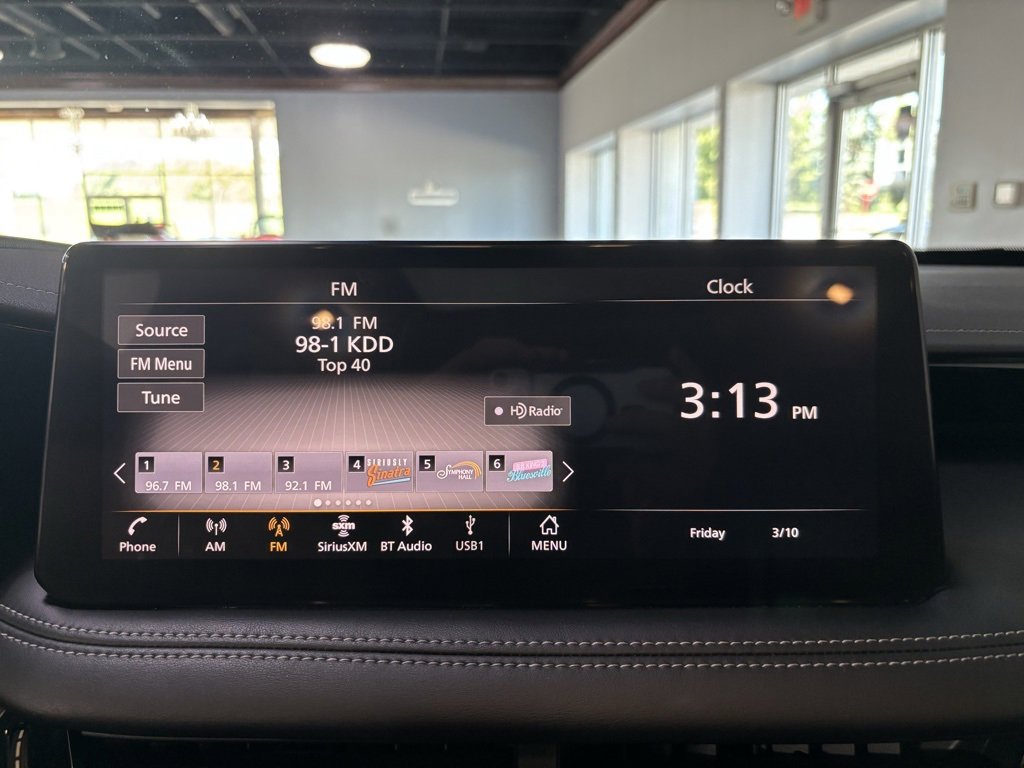 FM
Clock
Source
98.1 FM
98-1 KDD
FM Menu
Top 40
Tune
HD Radio
3:13 PM
1 96.7 FM
2 98.1 FM
3 92.1 FM
4 SIRIUSLY Sinatra
5 SYMPHONY HALL
6 Bluesville
Phone
AM
FM
sxm
SiriusXM
BT Audio
USB1
MENU
Friday 3/10